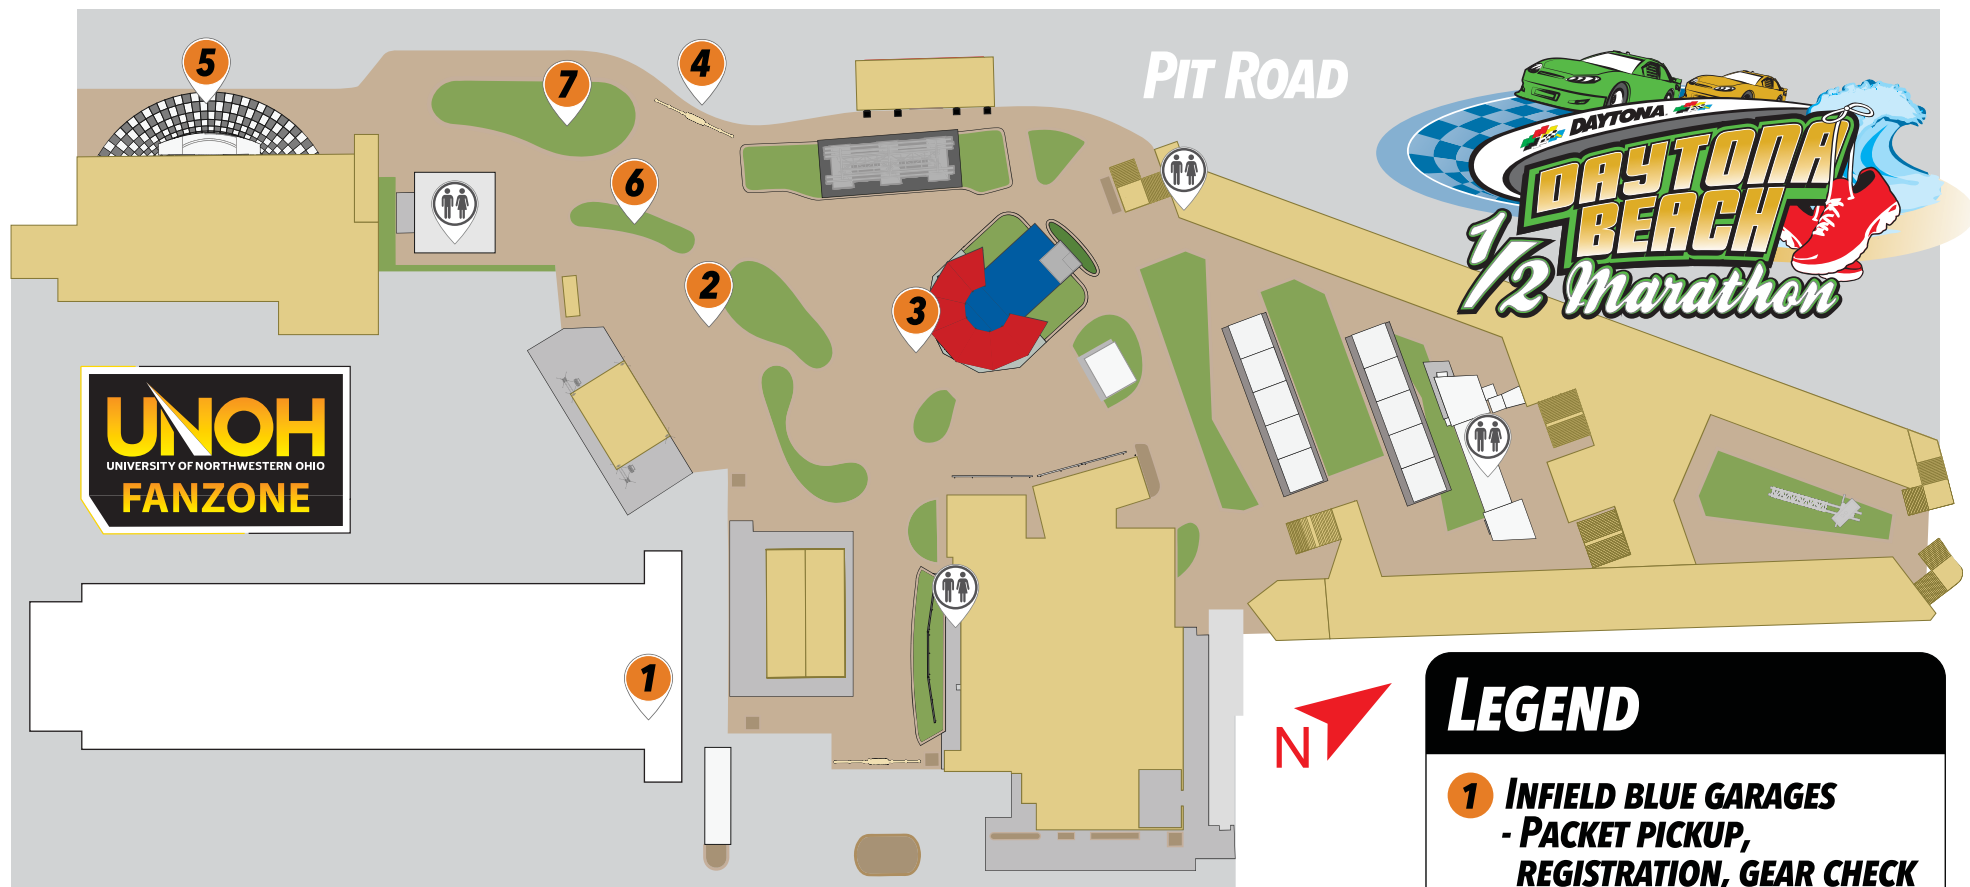 5
7
4
PIT ROAD
DAYTONA
DAYTONA
BEACH
1/2 Marathon
6
2
3
UNOH
UNIVERSITY OF NORTHWESTERN OHIO
FANZONE
1
N
LEGEND
1 INFIELD BLUE GARAGES
- PACKET PICKUP,
REGISTRATION, GEAR CHECK